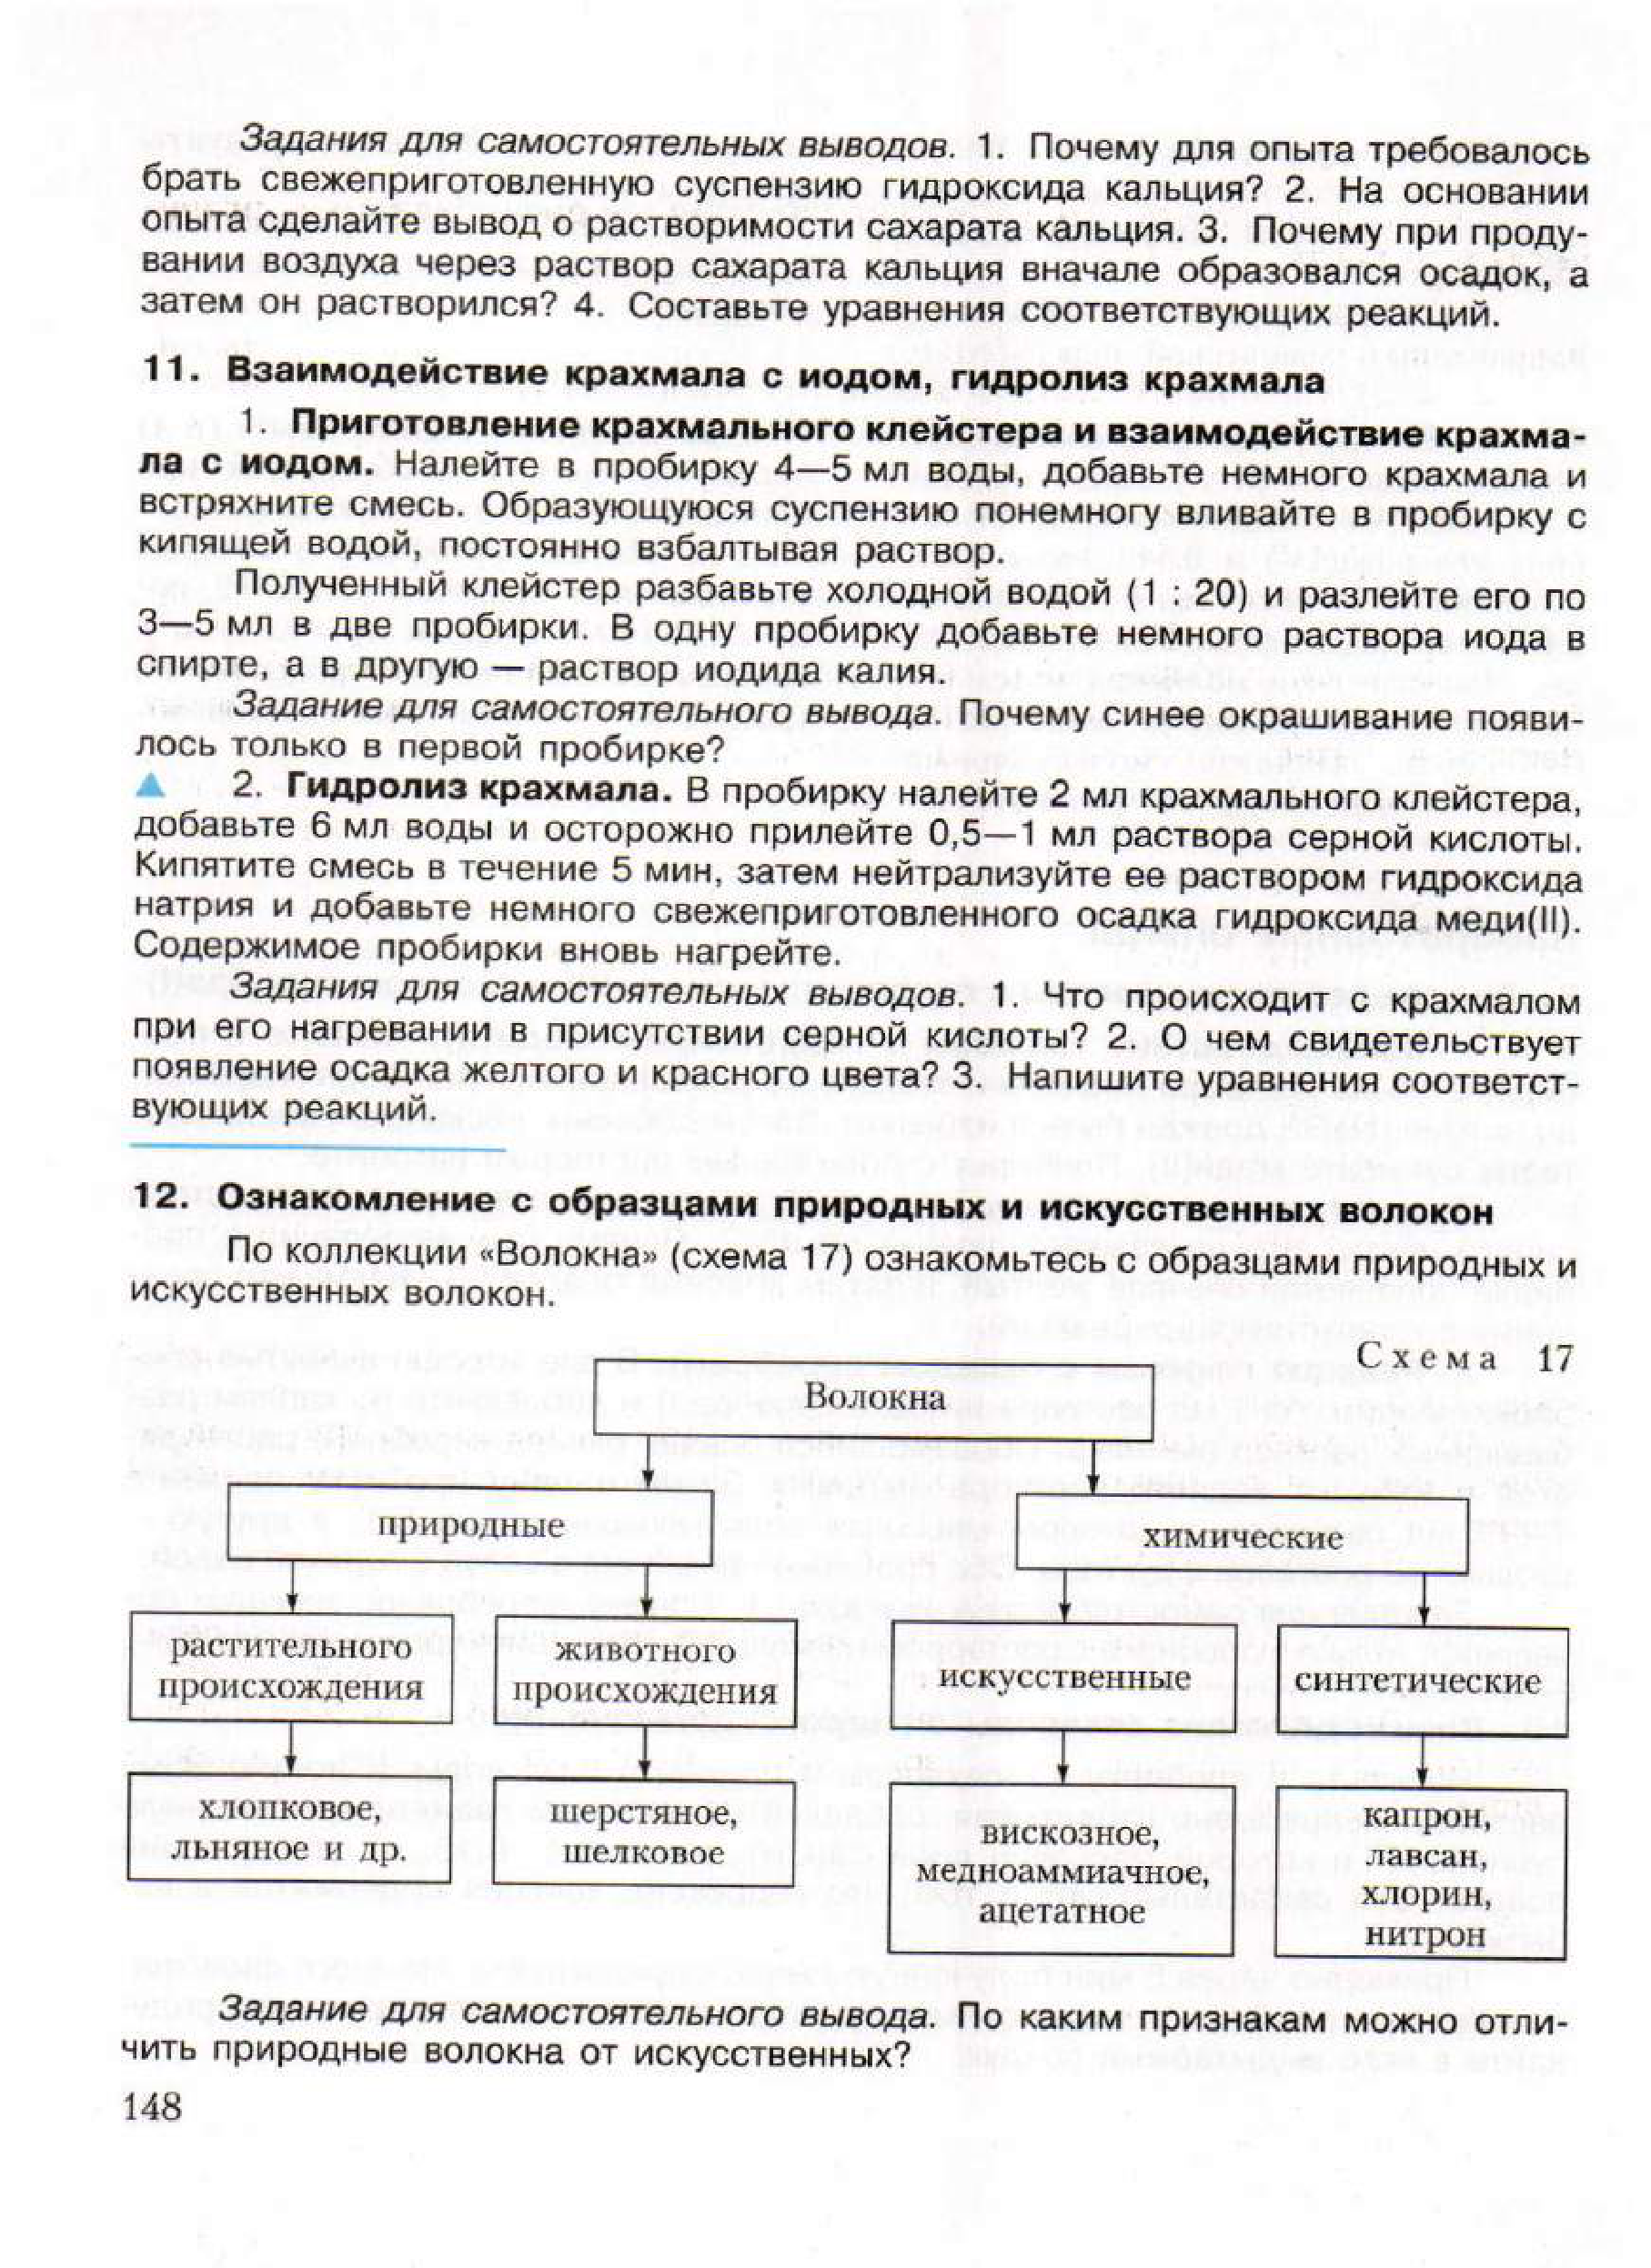 Задания для самостоятельных выводов. 1. Почему для опыта требовалось
брать свежеприготовленную суспензию гидроксида кальция? 2. На основании
опыта сделайте вывод о растворимости сахарата кальция. 3. Почему при проду-
вании воздуха через раствор сахарата кальция вначале образовался осадок, а
затем он растворился? 4. Составьте уравнения соответствующих реакций.
11. Взаимодействие крахмала с иодом, гидролиз крахмала
1. Приготовление крахмального клейстера и взаимодействие крахма-
ла с иодом. Налейте в пробирку 4—5 мл воды, добавьте немного крахмала и
встряхните смесь. Образующуюся суспензию понемногу вливайте в пробирку с
кипящей водой, постоянно взбалтывая раствор.
Полученный клейстер разбавьте холодной водой (1 : 20) и разлейте его по
3—5 мл в две пробирки. В одну пробирку добавьте немного раствора иода в
спирте, а в другую — раствор иодида калия.
Задание для самостоятельного вывода. Почему синее окрашивание появи-
лось только в первой пробирке?
2. Гидролиз крахмала. В пробирку налейте 2 мл крахмального клейстера,
добавьте 6 мл воды и осторожно прилейте 0,5—1 мл раствора серной кислоты.
Кипятите смесь в течение 5 мин, затем нейтрализуйте ее раствором гидроксида
натрия и добавьте немного свежеприготовленного осадка гидроксида меди(II).
Содержимое пробирки вновь нагрейте.
Задания для самостоятельных выводов. 1. Что происходит с крахмалом
при его нагревании в присутствии серной кислоты? 2. О чем свидетельствует
появление осадка желтого и красного цвета? 3. Напишите уравнения соответст-
вующих реакций.
12. Ознакомление с образцами природных и искусственных волокон
По коллекции «Волокна» (схема 17) ознакомьтесь с образцами природных и
искусственных волокон.
Схема 17
Волокна
природные
химические
растительного
происхождения
животного
происхождения
искусственные
синтетические
хлопковое,
льняное и др.
шерстяное,
шелковое
вискозное,
медноаммиачное,
ацетатное
капрон,
лавсан,
хлорин,
нитрон
Задание для самостоятельного вывода. По каким признакам можно отли-
чить природные волокна от искусственных?
148